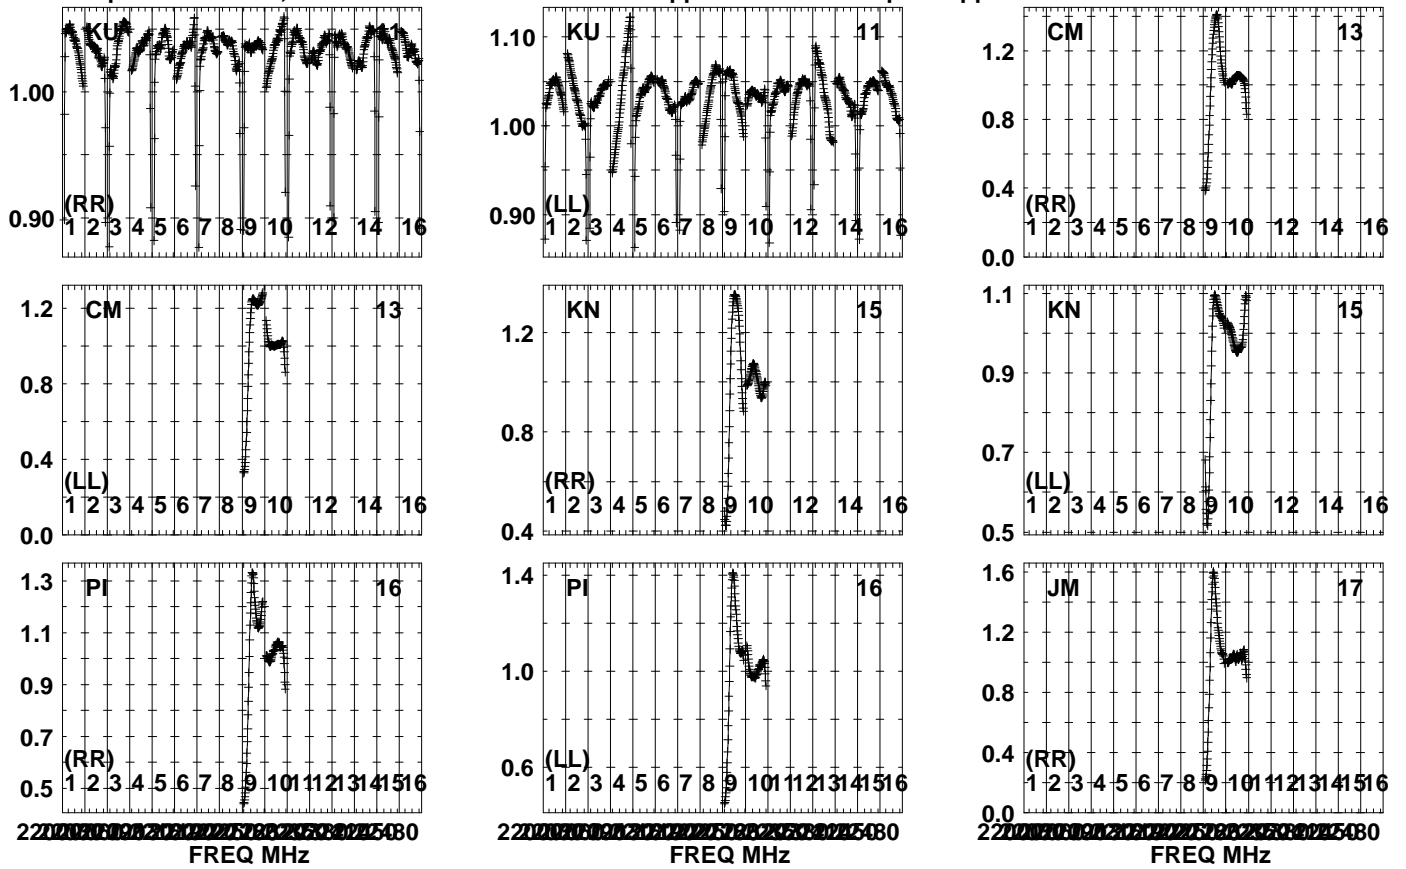 KU 11
1.00
0.90
(RR)
1 2 3 4 5 6 7 8 9 10 12 14 16
KU 11
1.10
1.00
0.90
(LL)
1 2 3 4 5 6 7 8 9 10 12 14 16
CM 13
1.2
0.8
0.4
0.0
(RR)
1 2 3 4 5 6 7 8 9 10 12 14 16
CM 13
1.2
0.8
0.4
0.0
(LL)
1 2 3 4 5 6 7 8 9 10 12 14 16
KN 15
1.2
0.8
0.4
(RR)
1 2 3 4 5 6 7 8 9 10 12 14 16
KN 15
1.1
0.9
0.7
0.5
(LL)
1 2 3 4 5 6 7 8 9 10 12 14 16
PI 16
1.3
1.1
0.9
0.7
0.5
(RR)
1 2 3 4 5 6 7 8 9 10 11 12 13 14 15 16
FREQ MHz
PI 16
1.4
1.0
0.6
(LL)
1 2 3 4 5 6 7 8 9 10 11 12 13 14 15 16
JM 17
1.6
1.2
0.8
0.4
0.0
(RR)
1 2 3 4 5 6 7 8 9 10 11 12 13 14 15 16
FREQ MHz